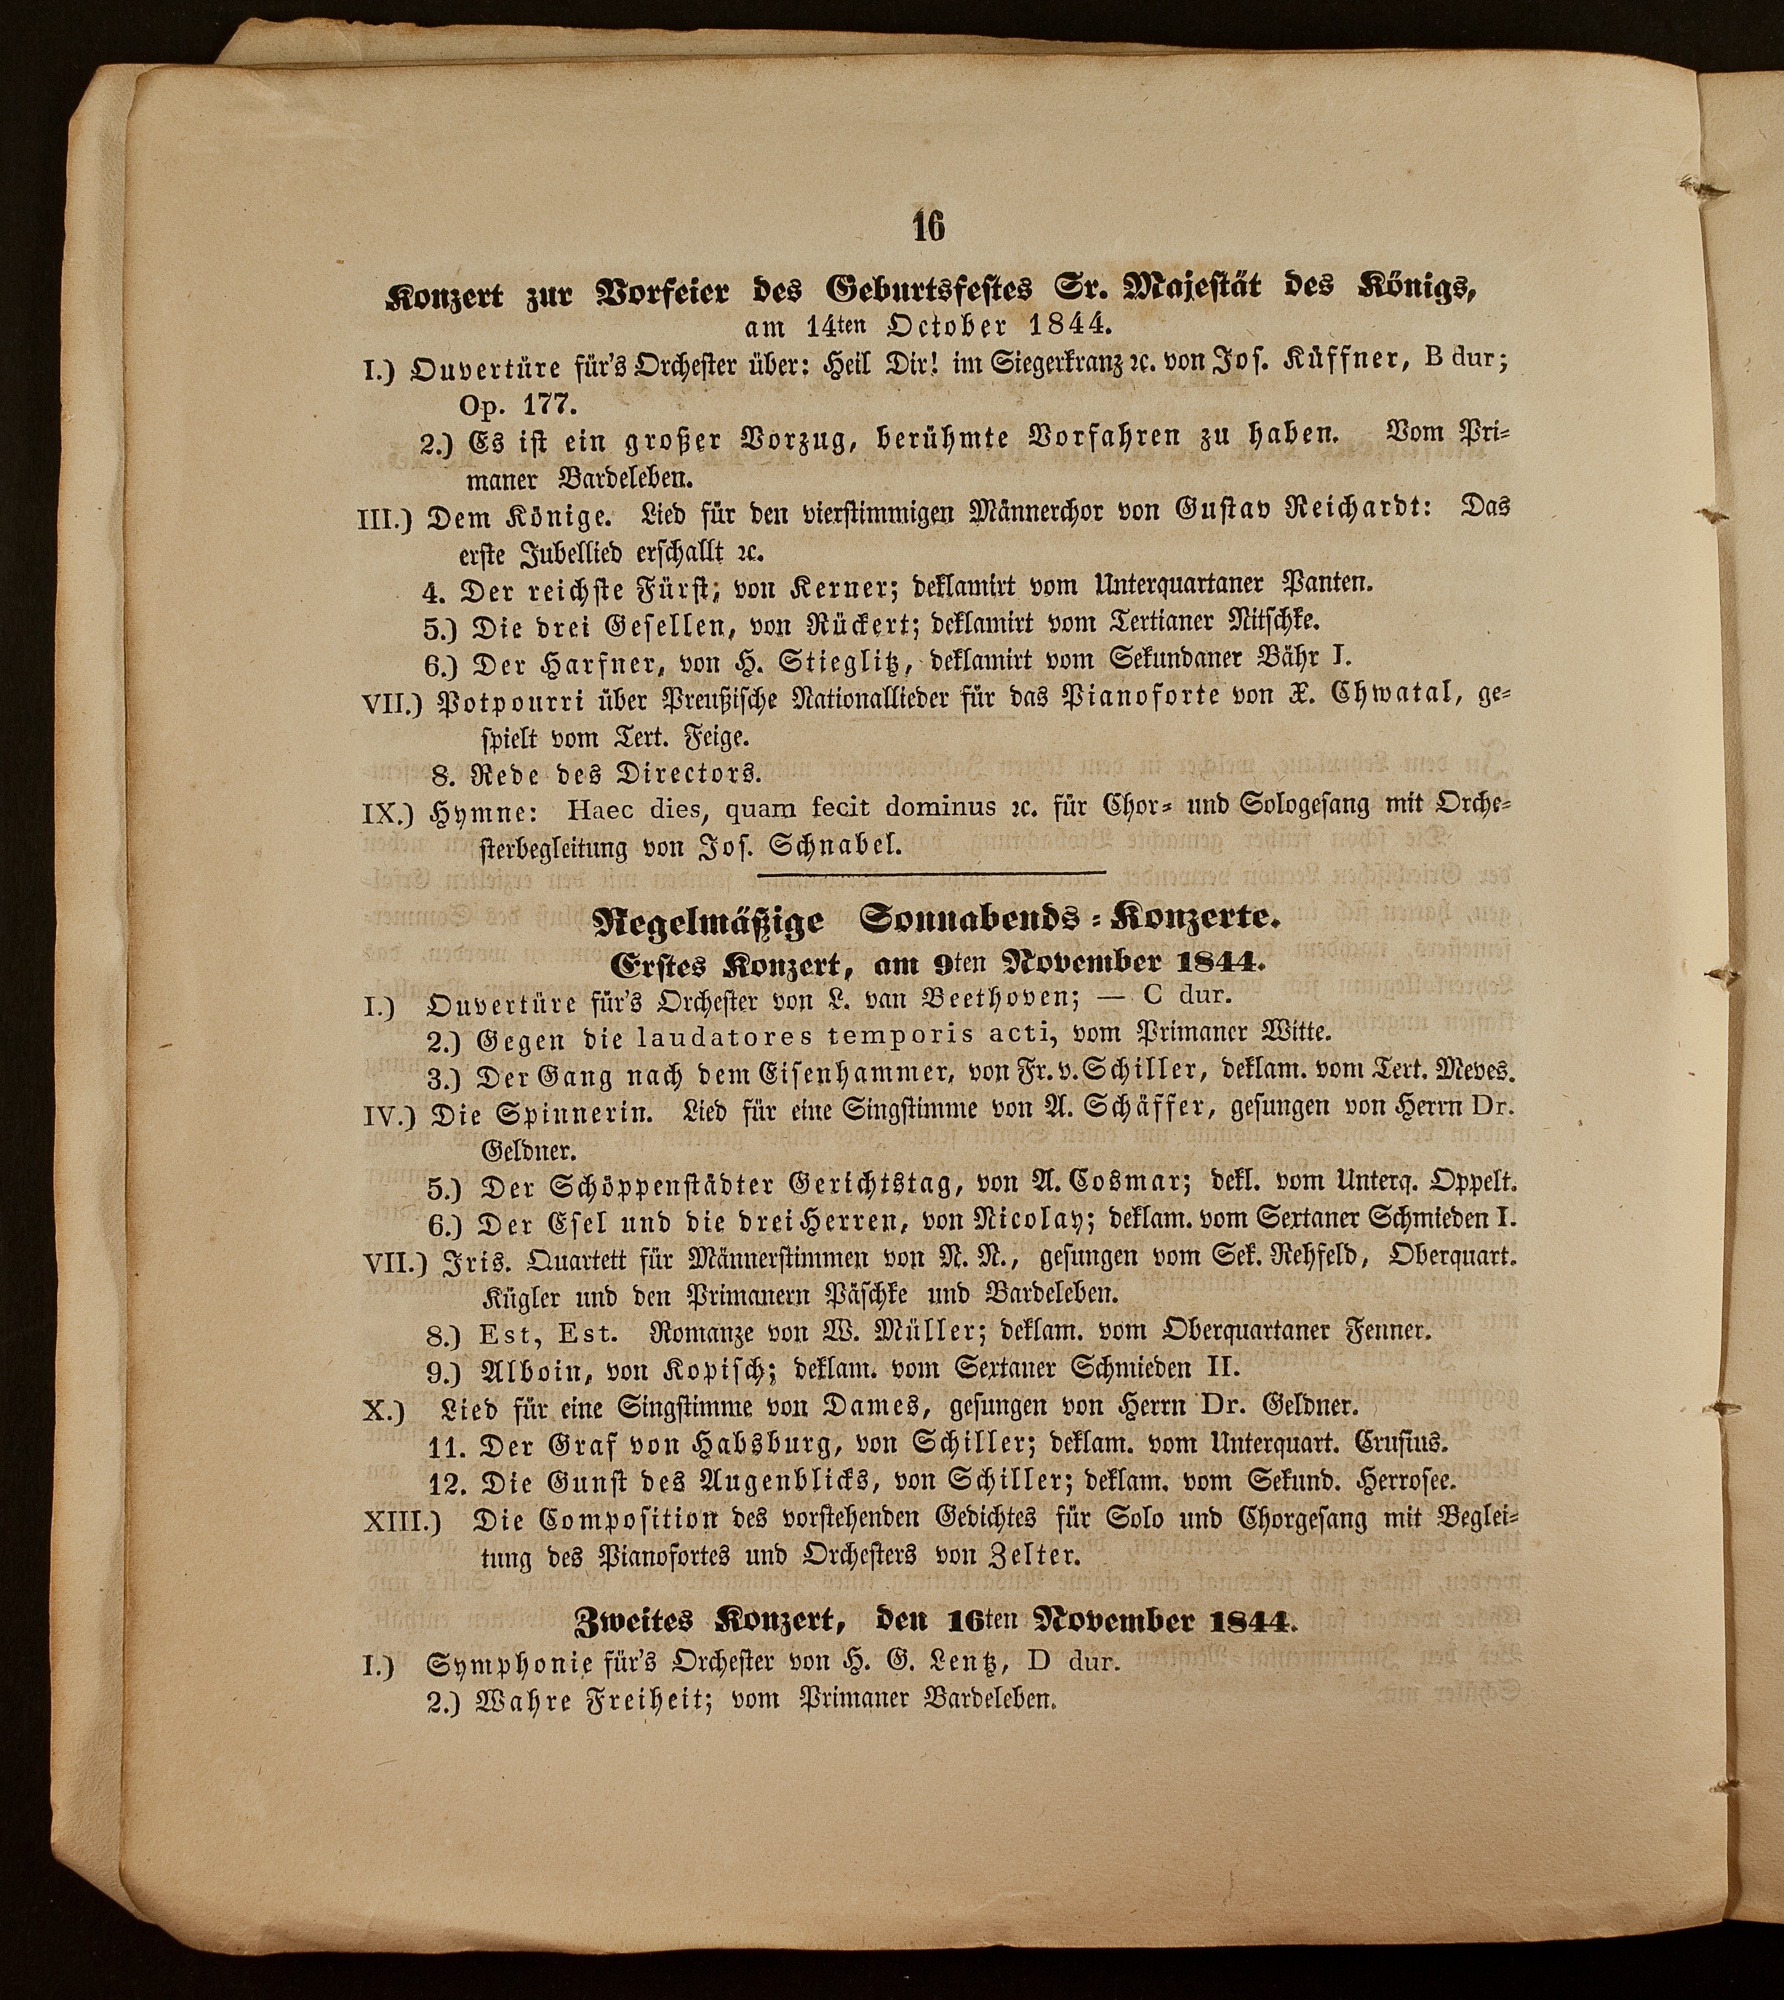 16
Konzert zur Vorfeier des Geburtsfestes Sr. Majestät des Königs,
am 14ten October 1844.
I.) Ouvertüre für's Orchester über: Heil Dir! im Siegerkranz ꝛc. von Jos. Küffner, B dur;
Op. 177.
2.) Es ist ein großer Vorzug, berühmte Vorfahren zu haben. Vom Pri=
maner Bardeleben.
III.) Dem Könige. Lied für den vierstimmigen Männerchor von Gustav Reichardt: Das
erste Jubellied erschallt ꝛc.
4. Der reichste Fürst; von Kerner; deklamirt vom Unterquartaner Panten.
5.) Die drei Gesellen, von Rückert; deklamirt vom Tertianer Nitschke.
6.) Der Harfner, von H. Stieglitz, deklamirt vom Sekundaner Bähr I.
VII.) Potpourri über Preußische Nationallieder für das Pianoforte von X. Chwatal, ge=
spielt vom Tert. Feige.
8. Rede des Directors.
IX.) Hymne: Haec dies, quam fecit dominus ꝛc. für Chor= und Sologesang mit Orche=
sterbegleitung von Jos. Schnabel.
Regelmäßige Sonnabends=Konzerte.
Erstes Konzert, am 9ten November 1844.
I.) Ouvertüre für's Orchester von L. van Beethoven; — C dur.
2.) Gegen die laudatores temporis acti, vom Primaner Witte.
3.) Der Gang nach dem Eisenhammer, von Fr. v. Schiller, deklam. vom Tert. Meves.
IV.) Die Spinnerin. Lied für eine Singstimme von A. Schäffer, gesungen von Herrn Dr.
Geldner.
5.) Der Schöppenstädter Gerichtstag, von A. Cosmar; dekl. vom Unterq. Oppelt.
6.) Der Esel und die drei Herren, von Nicolay; deklam. vom Sextaner Schmieden I.
VII.) Iris. Quartett für Männerstimmen von N. N., gesungen vom Sek. Rehfeld, Oberquart.
Kügler und den Primanern Päschke und Bardeleben.
8.) Est, Est. Romanze von W. Müller; deklam. vom Oberquartaner Fenner.
9.) Alboin, von Kopisch; deklam. vom Sextaner Schmieden II.
X.) Lied für eine Singstimme von Dames, gesungen von Herrn Dr. Geldner.
11. Der Graf von Habsburg, von Schiller; deklam. vom Unterquart. Crusius.
12. Die Gunst des Augenblicks, von Schiller; deklam. vom Sekund. Herrosee.
XIII.) Die Composition des vorstehenden Gedichtes für Solo und Chorgesang mit Beglei=
tung des Pianofortes und Orchesters von Zelter.
Zweites Konzert, den 16ten November 1844.
I.) Symphonie für's Orchester von H. G. Lentz, D dur.
2.) Wahre Freiheit; vom Primaner Bardeleben.